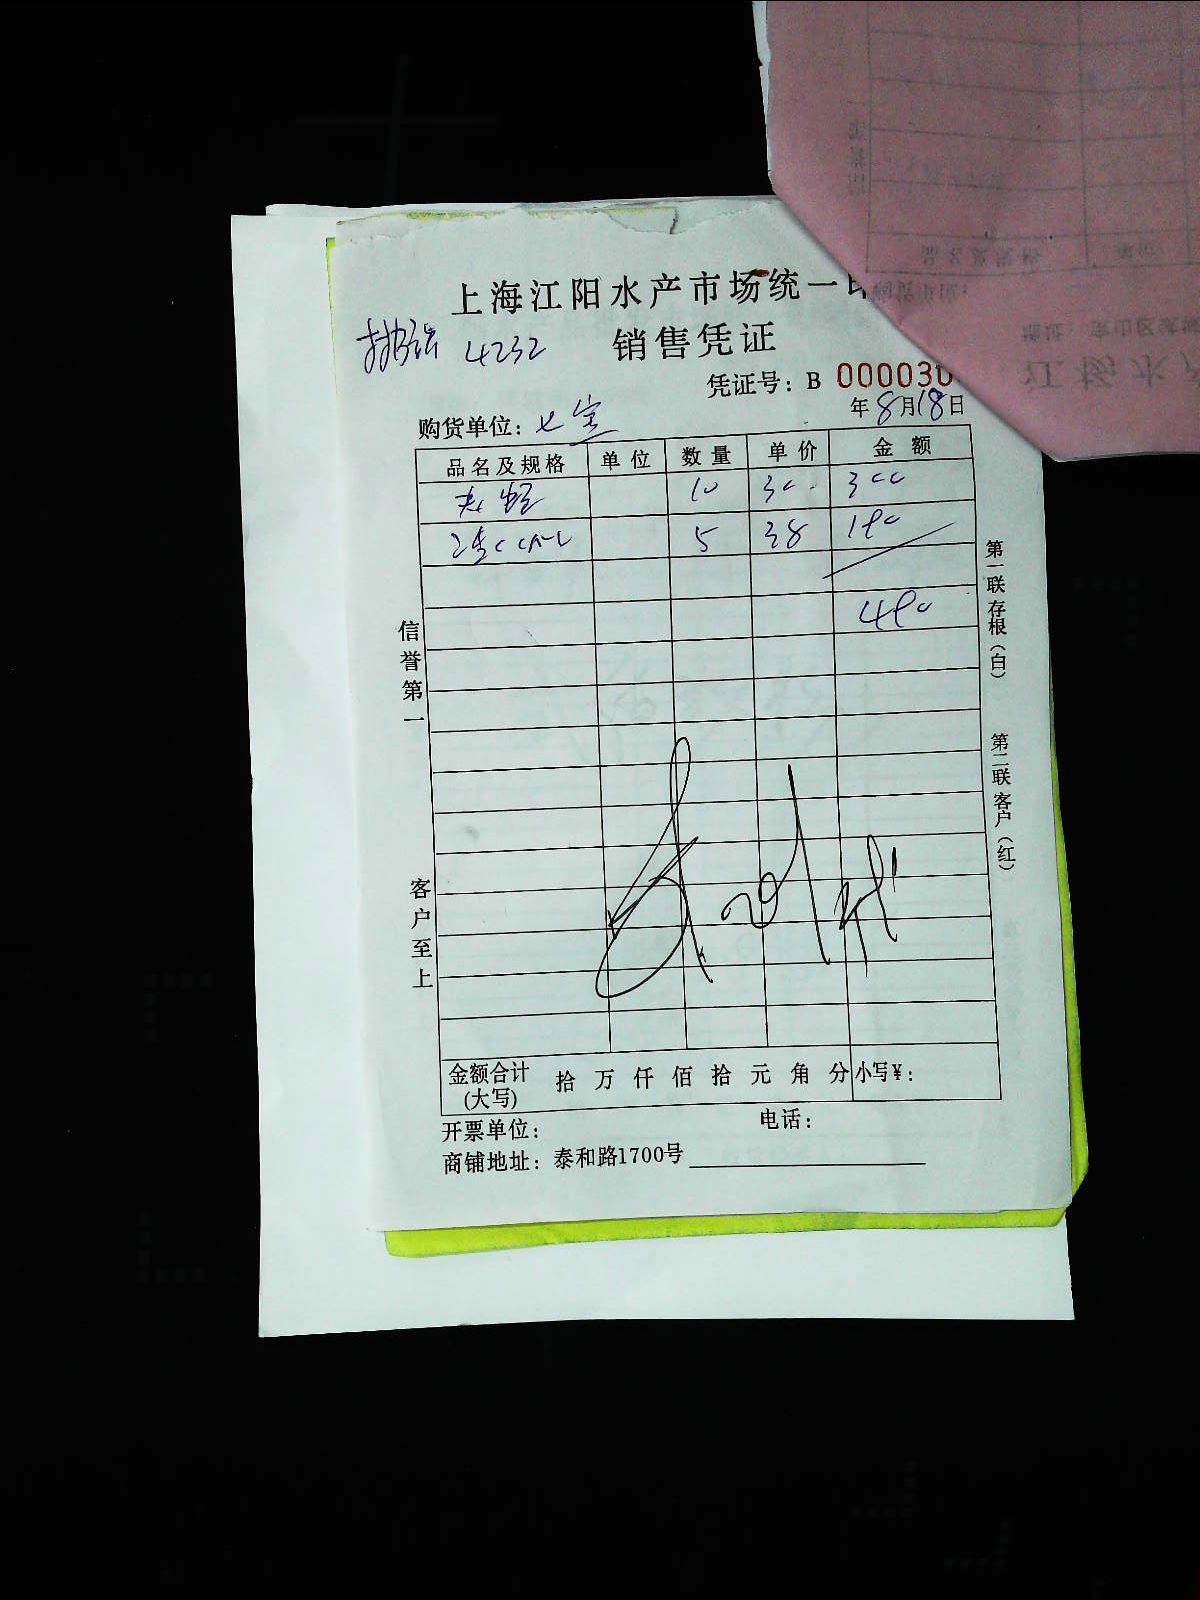 上海江阳水产市场统一
4232 销售凭证
凭证号：B 000030
年8月18日
购货单位：七宝
品名及规格 单位 数量 单价 金额
10 30 300
5 38 190
490
信誉第一
客户至上
第一联存根（白）
第二联客户（红）
金额合计（大写） 拾 万 仟 佰 拾 元 角 分 小写¥：
开票单位： 电话：
商铺地址：泰和路1700号